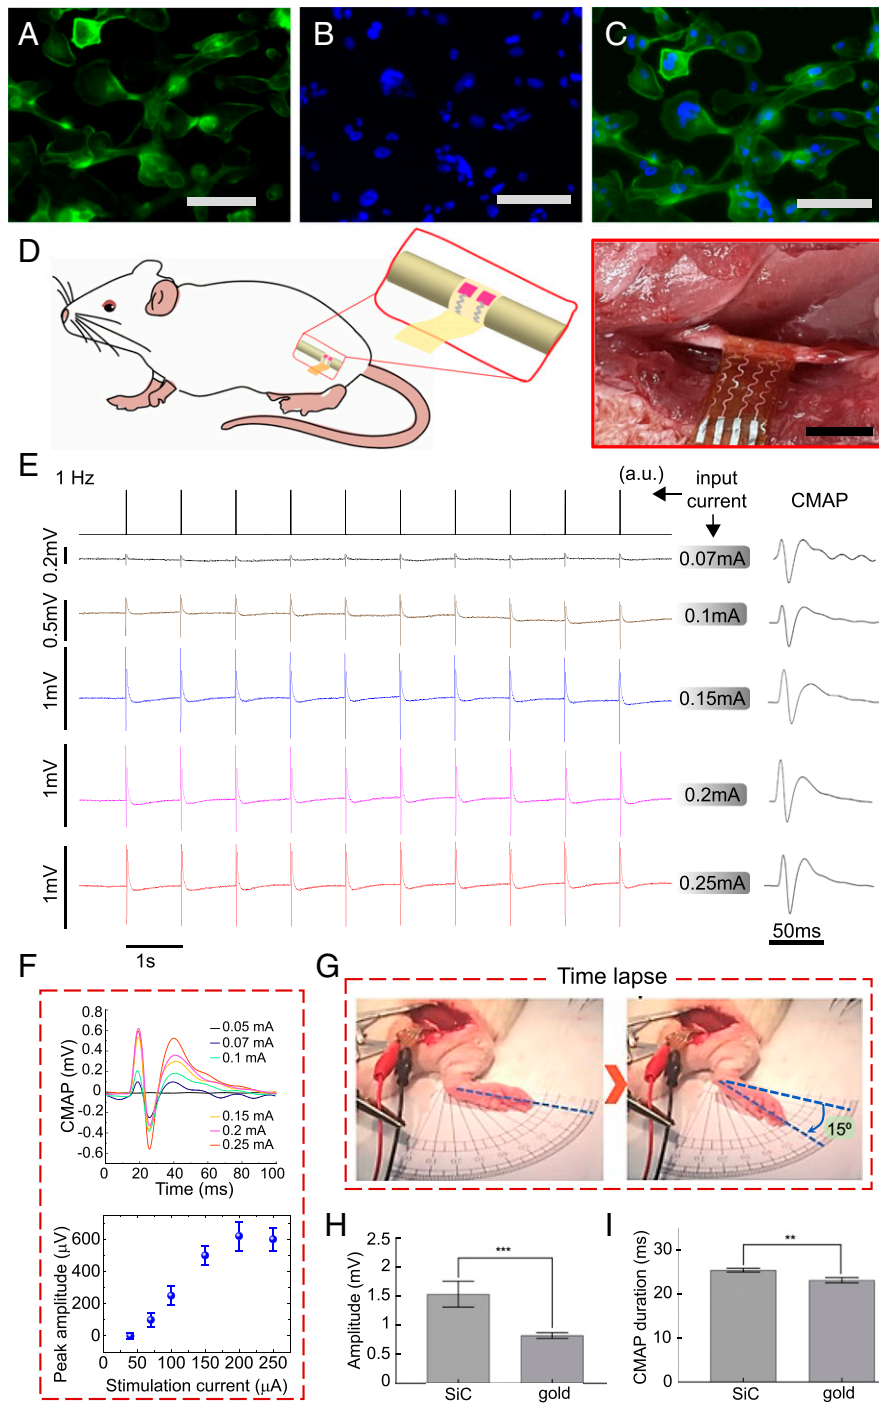 A
B
C
D
E
1 Hz
(a.u.)
input
current
CMAP
0.2mV
0.07mA
0.5mV
0.1mA
1mV
0.15mA
1mV
0.2mA
1mV
0.25mA
50ms
1s
F
G
Time lapse
0.8
0.6
0.4
0.2
0
-0.2
-0.4
-0.6
CMAP (mV)
0.05 mA
0.07 mA
0.1 mA
0.15 mA
0.2 mA
0.25 mA
0 20 40 60 80 100
Time (ms)
15º
600
400
200
0
Peak amplitude (µV)
0 50 100 150 200 250
Stimulation current (µA)
H
2.5
2
1.5
1
0.5
0
Amplitude (mV)
***
SiC gold
I
30
20
10
0
CMAP duration (ms)
**
SiC gold